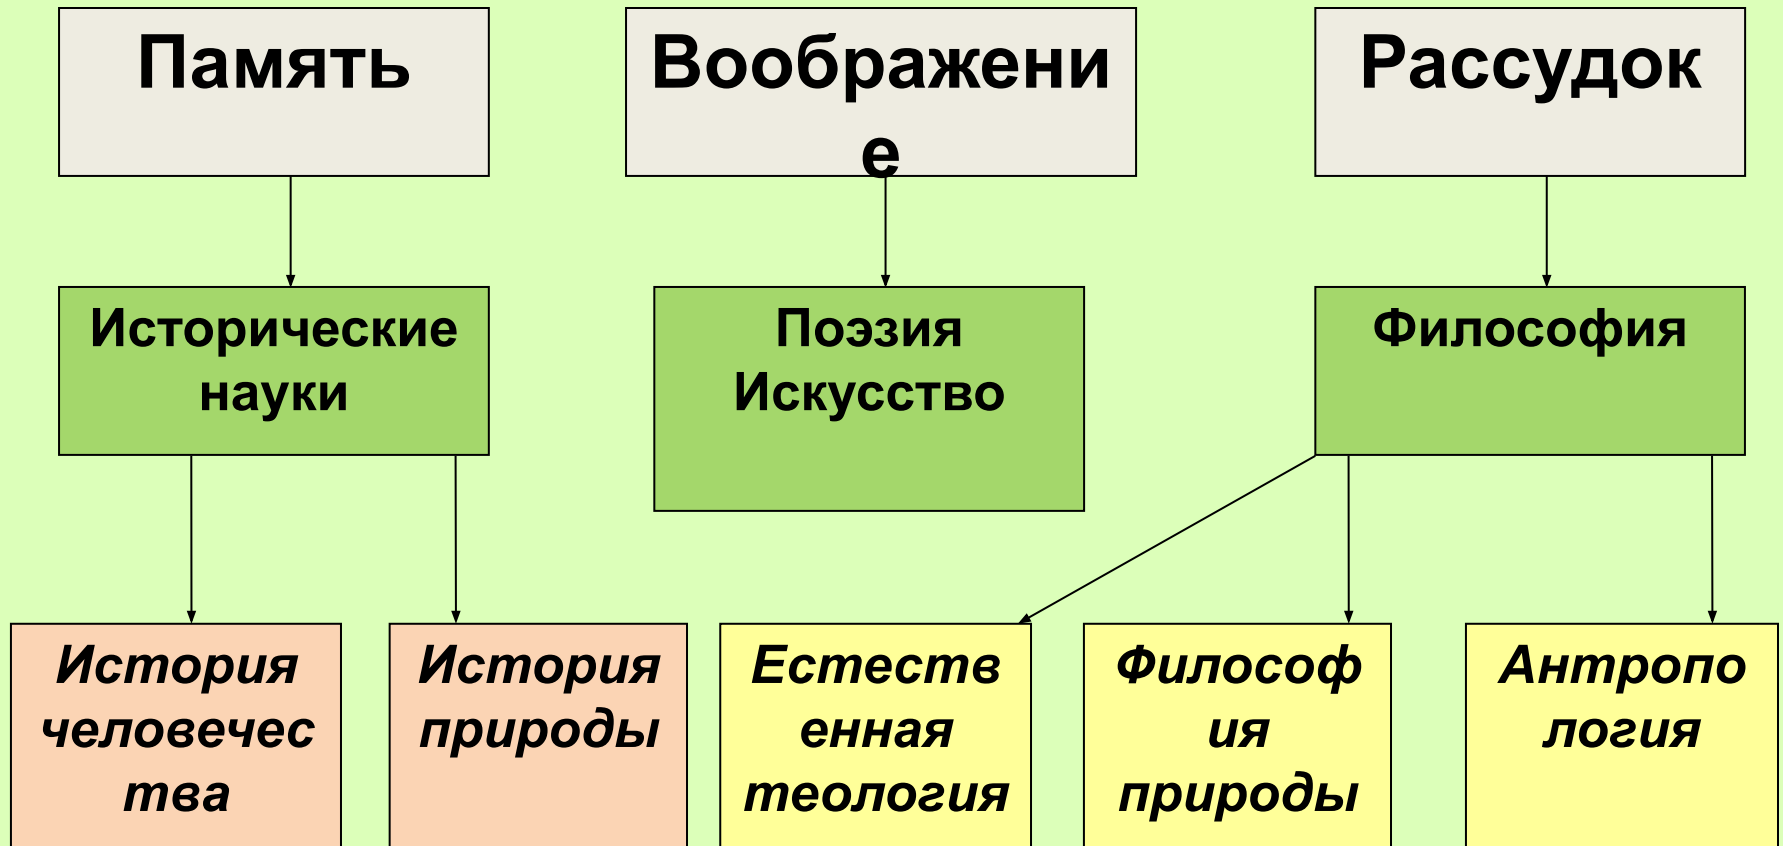 Память
Воображени
е
Рассудок
Исторические
науки
Поэзия
Искусство
Философия
История
человечес
тва
История
природы
Естеств
енная
теология
Философ
ия
природы
Антропо
логия